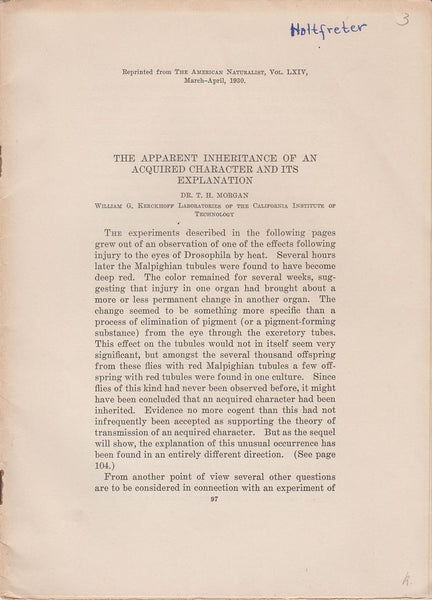 Holtfreter
3
Reprinted from THE AMERICAN NATURALIST, VOL. LXIV,
March-April, 1930.
THE APPARENT INHERITANCE OF AN
ACQUIRED CHARACTER AND ITS
EXPLANATION
DR. T. H. MORGAN
WILLIAM G. KERCKHOFF LABORATORIES OF THE CALIFORNIA INSTITUTE OF
TECHNOLOGY
THE experiments described in the following pages
grew out of an observation of one of the effects following
injury to the eyes of Drosophila by heat. Several hours
later the Malpighian tubules were found to have become
deep red. The color remained for several weeks, sug-
gesting that injury in one organ had brought about a
more or less permanent change in another organ. The
change seemed to be something more specific than a
process of elimination of pigment (or a pigment-forming
substance) from the eye through the excretory tubes.
This effect on the tubules would not in itself seem very
significant, but amongst the several thousand offspring
from these flies with red Malpighian tubules a few off-
spring with red tubules were found in one culture. Since
flies of this kind had never been observed before, it might
have been concluded that an acquired character had been
inherited. Evidence no more cogent than this had not
infrequently been accepted as supporting the theory of
transmission of an acquired character. But as the sequel
will show, the explanation of this unusual occurrence has
been found in an entirely different direction. (See page
104.)
From another point of view several other questions
are to be considered in connection with an experiment of
97